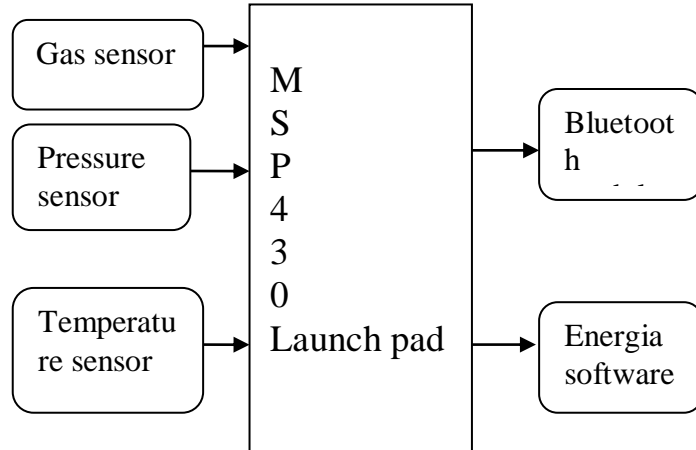 Gas sensor
Pressure
sensor
Temperatu
re sensor
M
S
P
4
3
0
Launch pad
Bluetoot
h
Energia
software